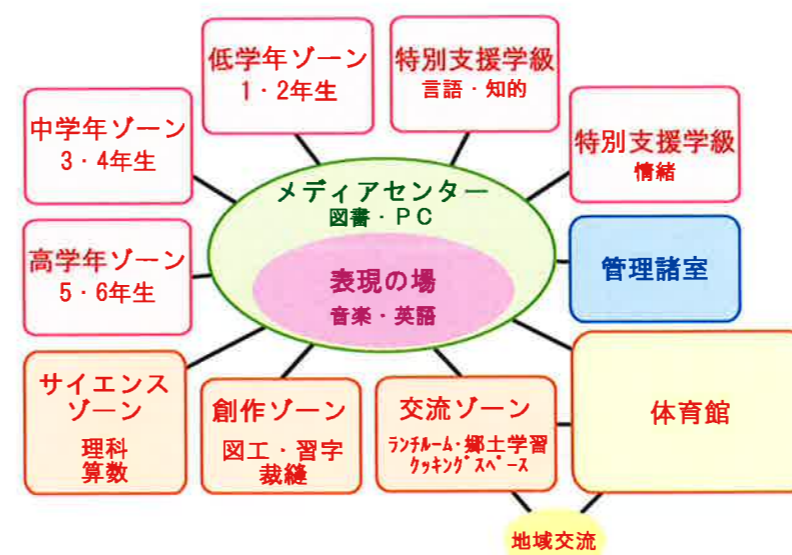 低学年ゾーン
1・2年生
特別支援学級
言語・知的
中学年ゾーン
3・4年生
特別支援学級
情緒
メディアセンター
図書・PC
高学年ゾーン
5・6年生
表現の場
音楽・英語
管理諸室
サイエンス
ゾーン
理科
算数
創作ゾーン
図工・習字
裁縫
交流ゾーン
ﾗﾝﾁﾙｰﾑ・郷土学習
ｸｯｷﾝｸﾞｽﾍﾟｰｽ
体育館
地域交流